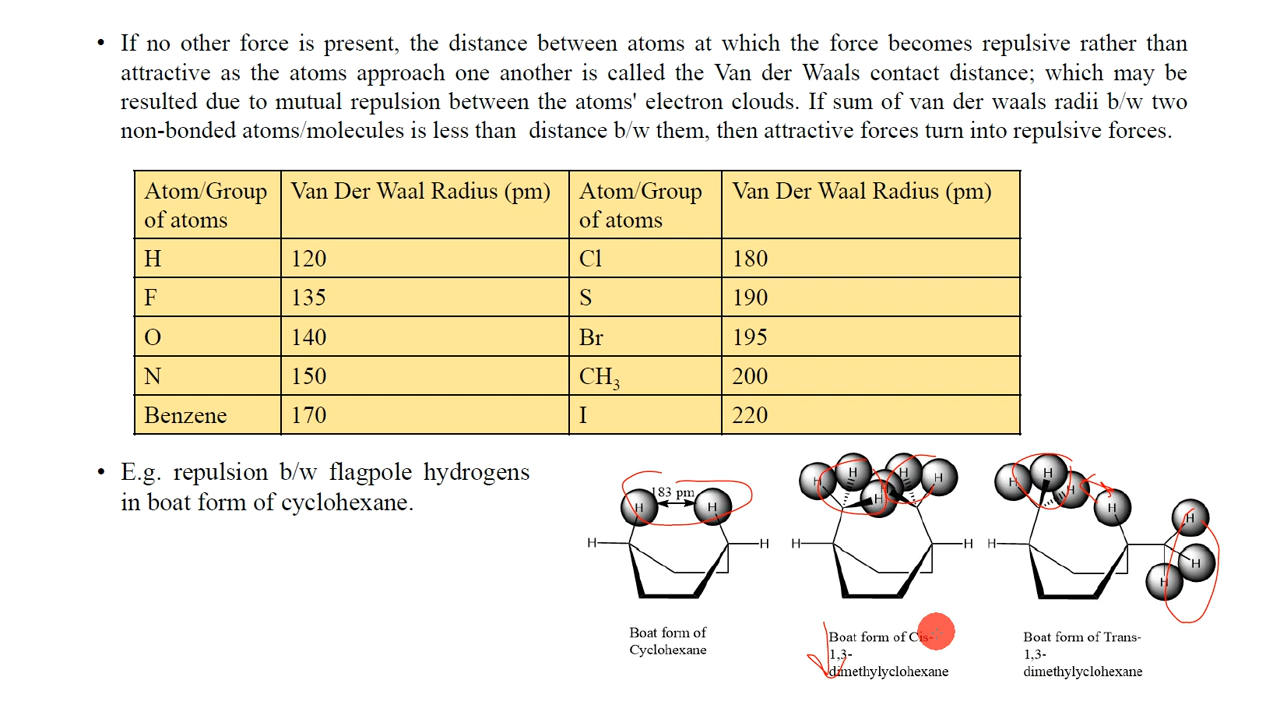 • If no other force is present, the distance between atoms at which the force becomes repulsive rather than
attractive as the atoms approach one another is called the Van der Waals contact distance; which may be
resulted due to mutual repulsion between the atoms' electron clouds. If sum of van der waals radii b/w two
non-bonded atoms/molecules is less than distance b/w them, then attractive forces turn into repulsive forces.
Atom/Group of atoms Van Der Waal Radius (pm) Atom/Group of atoms Van Der Waal Radius (pm)
H 120 Cl 180
F 135 S 190
O 140 Br 195
N 150 CH3 200
Benzene 170 I 220
• E.g. repulsion b/w flagpole hydrogens
in boat form of cyclohexane.
183 pm
H H
H H
Boat form of
Cyclohexane
H H H H H
H H
Boat form of Cis-
1,3-
dimethylyclohexane
H H H H
H
H H
H
Boat form of Trans-
1,3-
dimethylyclohexane